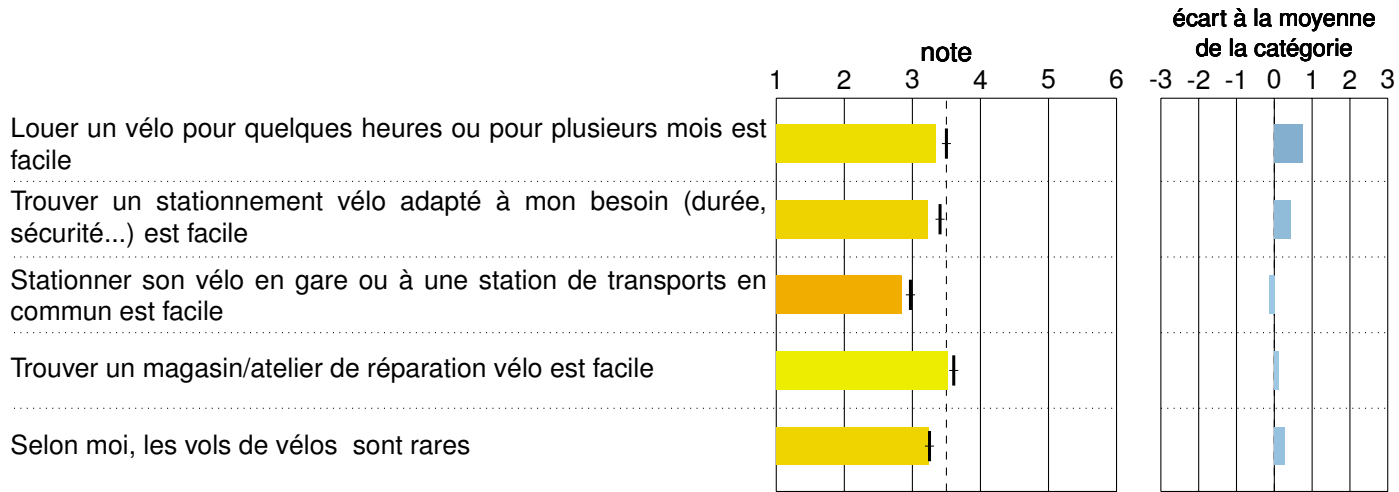 écart à la moyenne
de la catégorie
note
1 2 3 4 5 6
-3 -2 -1 0 1 2 3
Louer un vélo pour quelques heures ou pour plusieurs mois est
facile
Trouver un stationnement vélo adapté à mon besoin (durée,
sécurité...) est facile
Stationner son vélo en gare ou à une station de transports en
commun est facile
Trouver un magasin/atelier de réparation vélo est facile
Selon moi, les vols de vélos sont rares